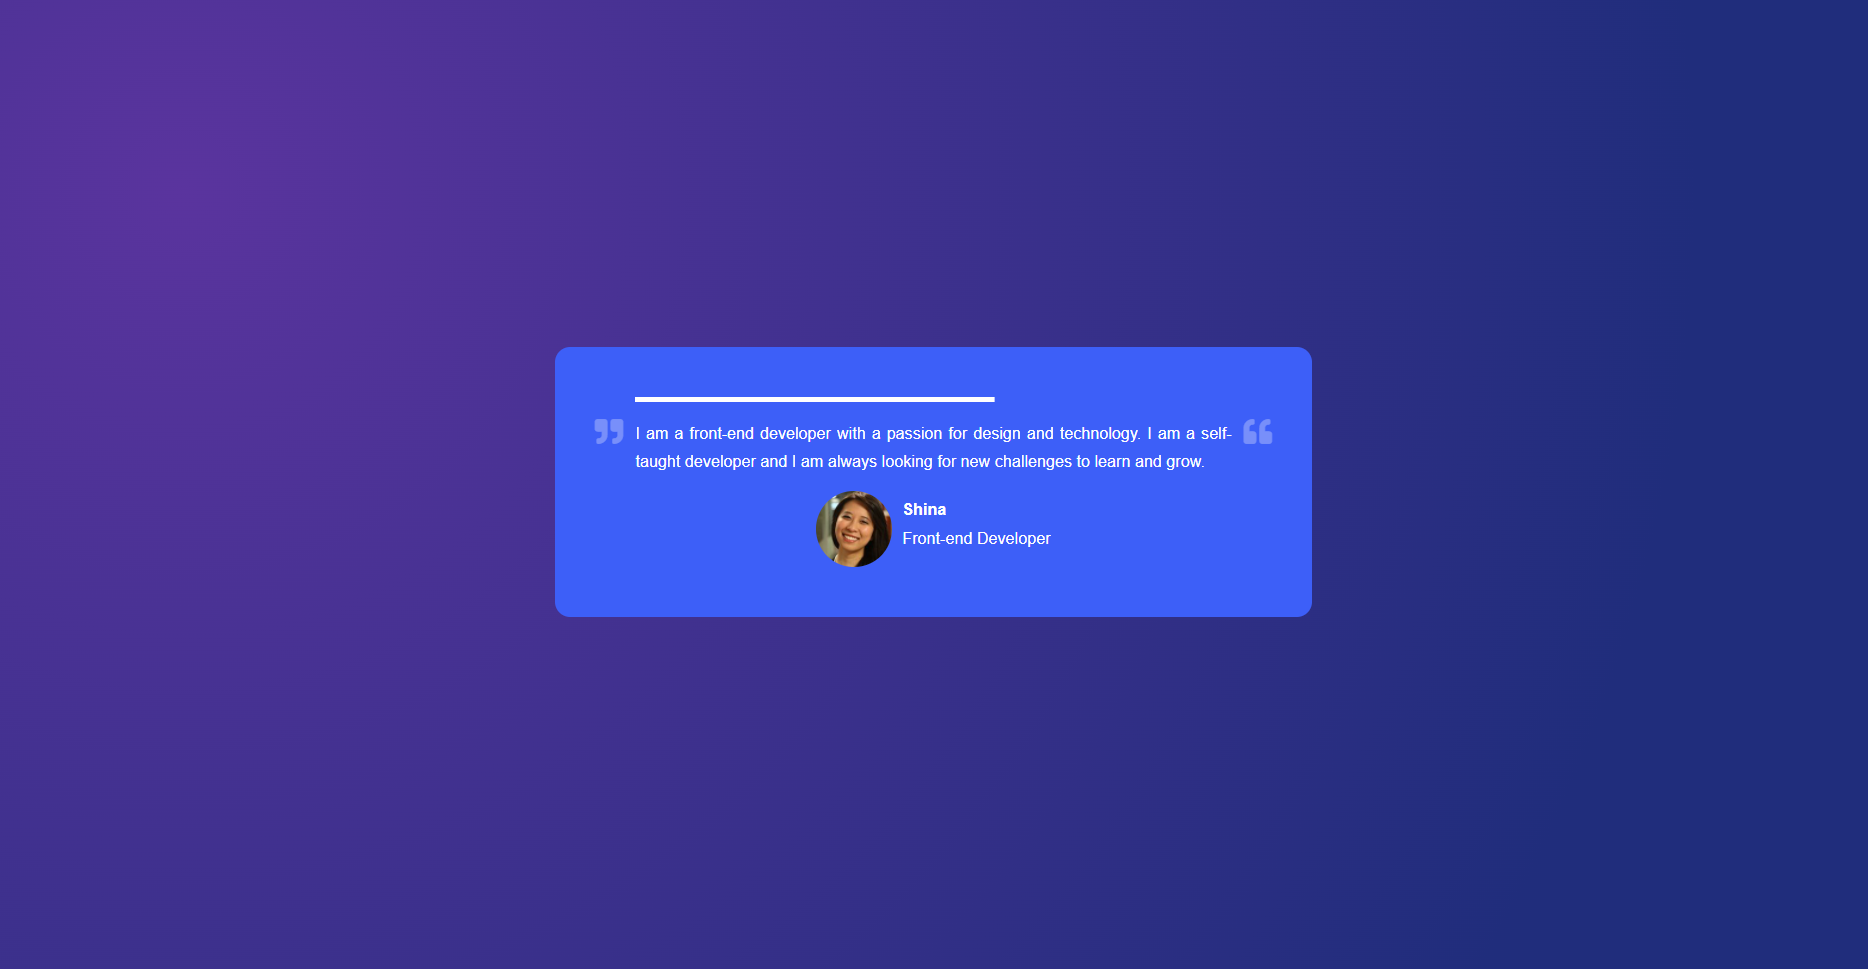 I am a front-end developer with a passion for design and technology. I am a self-
taught developer and I am always looking for new challenges to learn and grow.
Shina
Front-end Developer